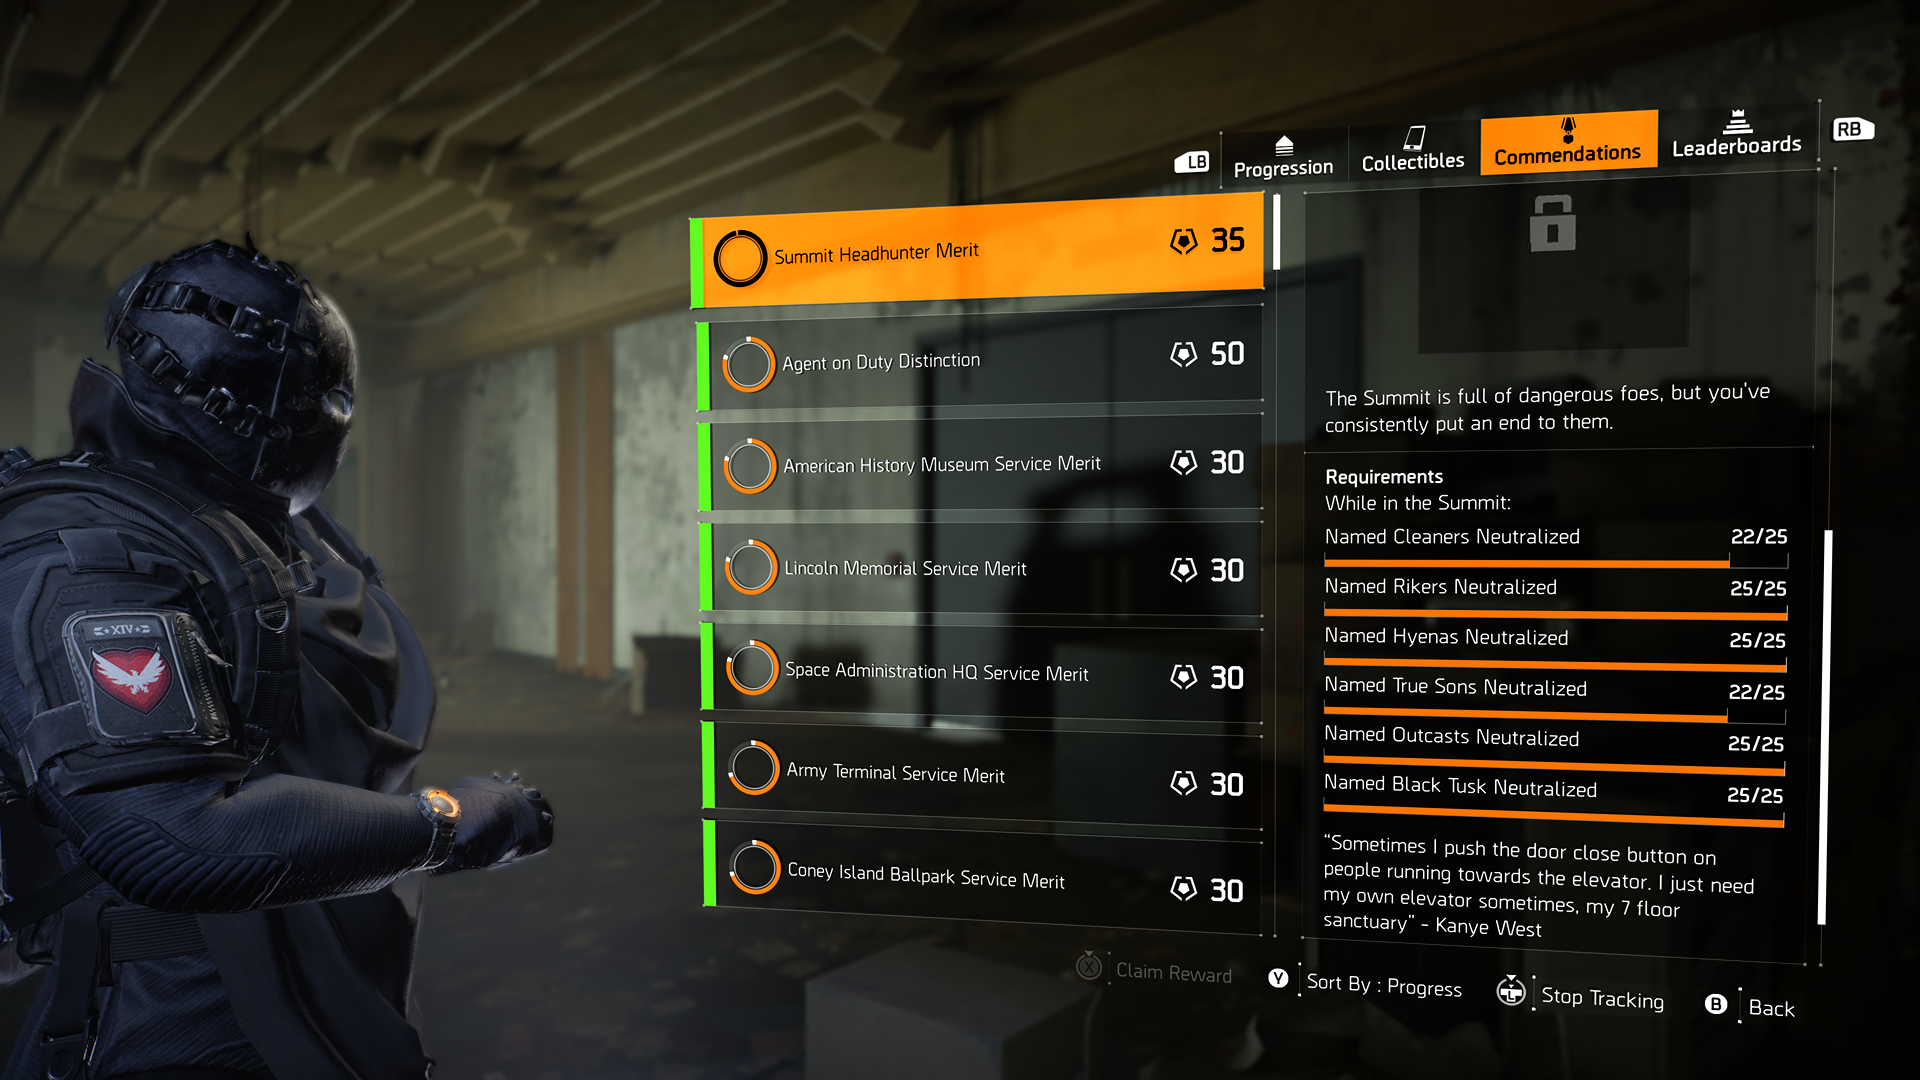 LB
Progression
Collectibles
Commendations
Leaderboards
RB
Summit Headhunter Merit
35
Agent on Duty Distinction
50
American History Museum Service Merit
30
Lincoln Memorial Service Merit
30
Space Administration HQ Service Merit
30
Army Terminal Service Merit
30
Coney Island Ballpark Service Merit
30
The Summit is full of dangerous foes, but you've
consistently put an end to them.
Requirements
While in the Summit:
Named Cleaners Neutralized
22/25
Named Rikers Neutralized
25/25
Named Hyenas Neutralized
25/25
Named True Sons Neutralized
22/25
Named Outcasts Neutralized
25/25
Named Black Tusk Neutralized
25/25
“Sometimes I push the door close button on
people running towards the elevator. I just need
my own elevator sometimes, my 7 floor
sanctuary” - Kanye West
XIV
X Claim Reward
Y Sort By : Progress
Stop Tracking
B Back